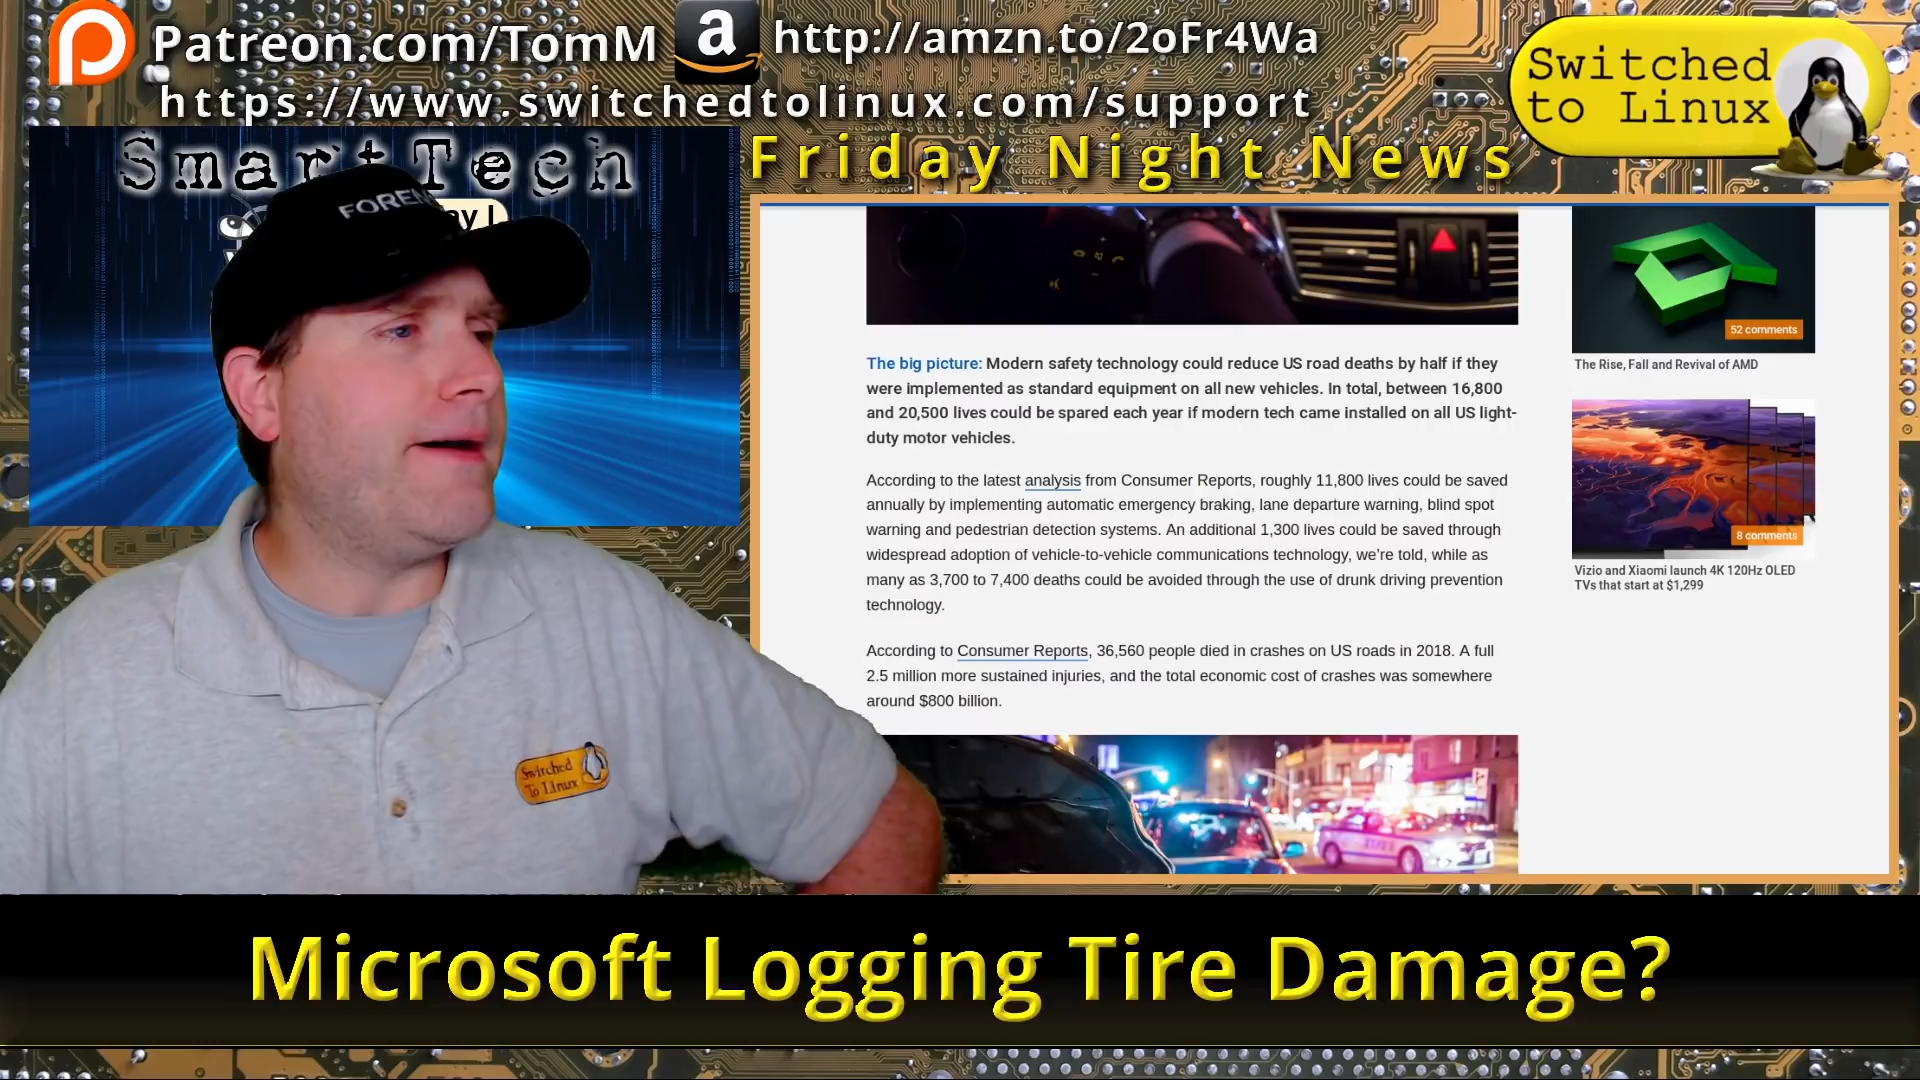 Patreon.com/TomM
a
http://amzn.to/2oFr4Wa
https://www.switchedtolinux.com/support
Switched
to Linux
Friday Night News
SmartTech
FOREN
ay I
The big picture: Modern safety technology could reduce US road deaths by half if they
were implemented as standard equipment on all new vehicles. In total, between 16,800
and 20,500 lives could be spared each year if modern tech came installed on all US light-
duty motor vehicles.
According to the latest analysis from Consumer Reports, roughly 11,800 lives could be saved
annually by implementing automatic emergency braking, lane departure warning, blind spot
warning and pedestrian detection systems. An additional 1,300 lives could be saved through
widespread adoption of vehicle-to-vehicle communications technology, we're told, while as
many as 3,700 to 7,400 deaths could be avoided through the use of drunk driving prevention
technology.
According to Consumer Reports, 36,560 people died in crashes on US roads in 2018. A full
2.5 million more sustained injuries, and the total economic cost of crashes was somewhere
around $800 billion.
52 comments
The Rise, Fall and Revival of AMD
8 comments
Vizio and Xiaomi launch 4K 120Hz OLED
TVs that start at $1,299
Switched
To Linux
Microsoft Logging Tire Damage?